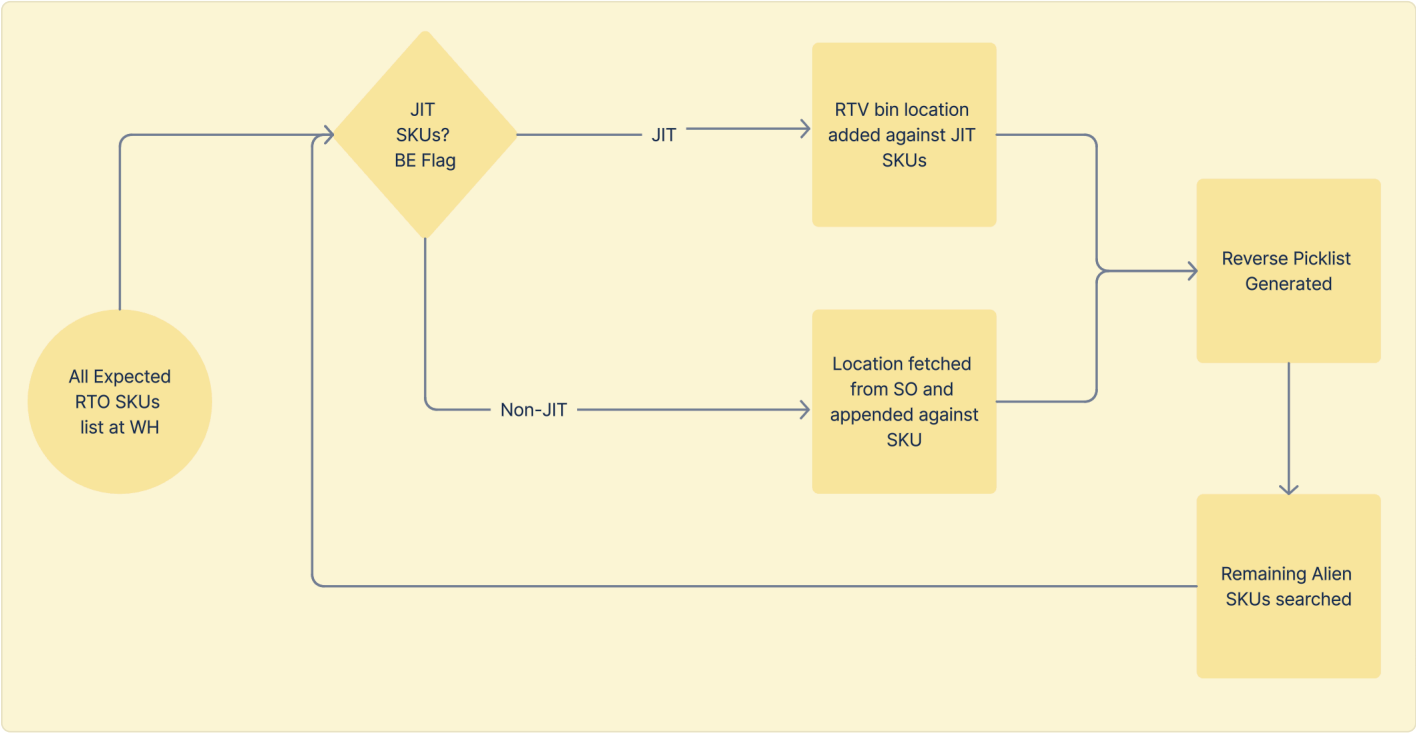 JIT
SKUs?
BE Flag
JIT
RTV bin location
added against JIT
SKUs
Reverse Picklist
Generated
All Expected
RTO SKUs
list at WH
Non-JIT
Location fetched
from SO and
appended against
SKU
Remaining Alien
SKUs searched